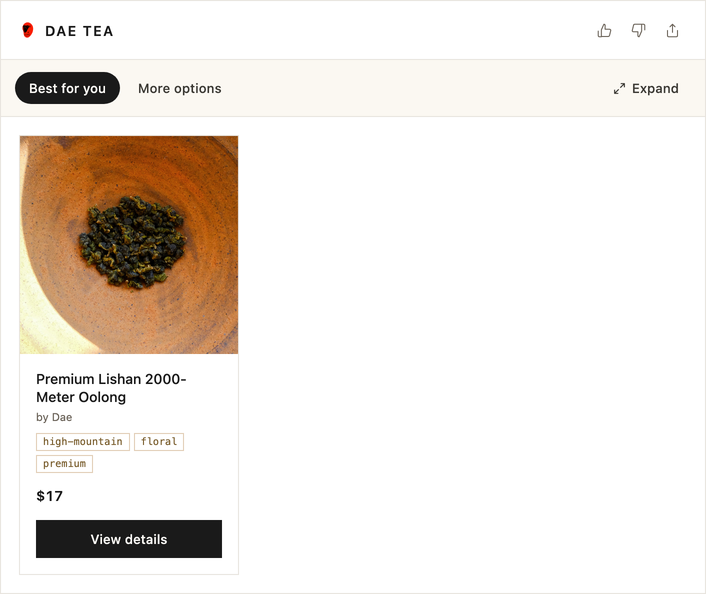 DAE TEA
Best for you
More options
Expand
Premium Lishan 2000-
Meter Oolong
by Dae
high-mountain
floral
premium
$17
View details